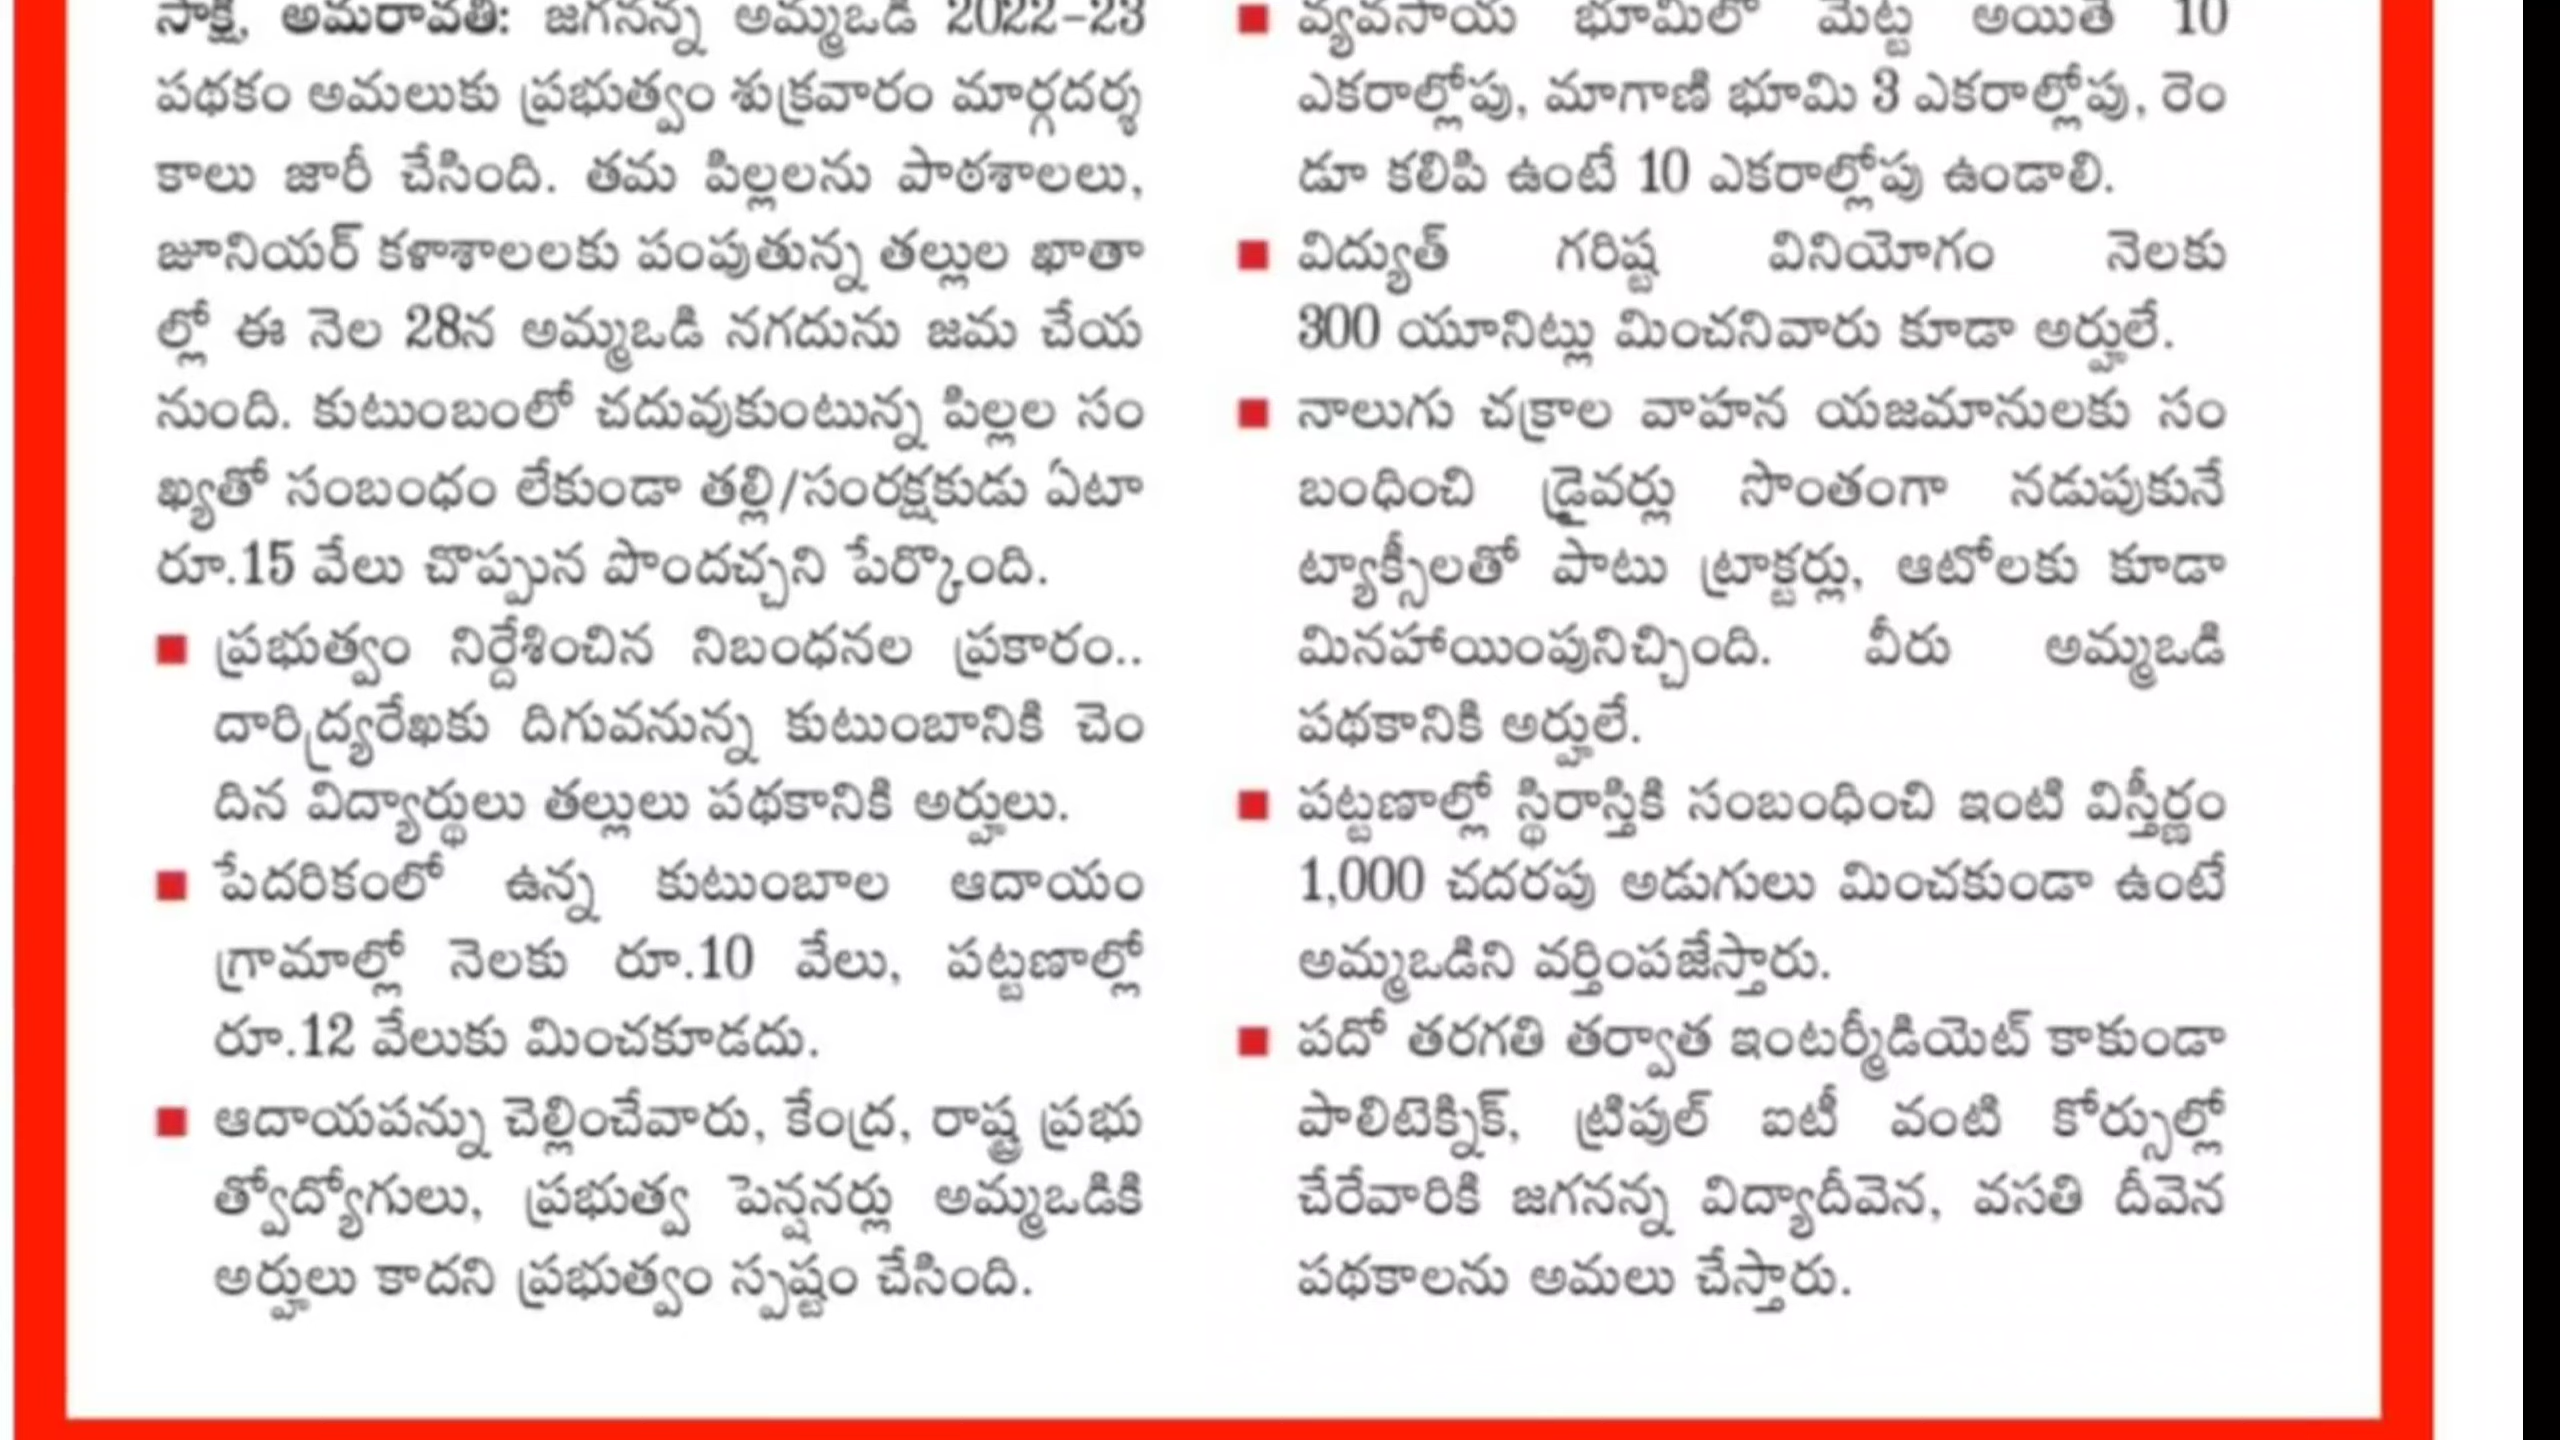 సాక్షి, అమరావతి: జగనన్న అమ్మఒడి 2022–23
పథకం అమలుకు ప్రభుత్వం శుక్రవారం మార్గదర్శ
కాలు జారీ చేసింది. తమ పిల్లలను పాఠశాలలు,
జూనియర్ కళాశాలలకు పంపుతున్న తల్లుల ఖాతా
ల్లో ఈ నెల 28న అమ్మఒడి నగదును జమ చేయ
నుంది. కుటుంబంలో చదువుకుంటున్న పిల్లల సం
ఖ్యతో సంబంధం లేకుండా తల్లి/సంరక్షకుడు ఏటా
రూ.15 వేలు చొప్పున పొందచ్చని పేర్కొంది.
■ ప్రభుత్వం నిర్దేశించిన నిబంధనల ప్రకారం..
దారిద్ర్యరేఖకు దిగువనున్న కుటుంబానికి చెం
దిన విద్యార్థులు తల్లులు పథకానికి అర్హులు.
■ పేదరికంలో ఉన్న కుటుంబాల ఆదాయం
గ్రామాల్లో నెలకు రూ.10 వేలు, పట్టణాల్లో
రూ.12 వేలుకు మించకూడదు.
■ ఆదాయపన్ను చెల్లించేవారు, కేంద్ర, రాష్ట్ర ప్రభు
త్వోద్యోగులు, ప్రభుత్వ పెన్షనర్లు అమ్మఒడికి
అర్హులు కాదని ప్రభుత్వం స్పష్టం చేసింది.
■ వ్యవసాయ భూమిలో మెట్ట అయితే 10
ఎకరాల్లోపు, మాగాణి భూమి 3 ఎకరాల్లోపు, రెం
డూ కలిపి ఉంటే 10 ఎకరాల్లోపు ఉండాలి.
■ విద్యుత్ గరిష్ట వినియోగం నెలకు
300 యూనిట్లు మించనివారు కూడా అర్హులే.
■ నాలుగు చక్రాల వాహన యజమానులకు సం
బంధించి డ్రైవర్లు సొంతంగా నడుపుకునే
ట్యాక్సీలతో పాటు ట్రాక్టర్లు, ఆటోలకు కూడా
మినహాయింపునిచ్చింది. వీరు అమ్మఒడి
పథకానికి అర్హులే.
■ పట్టణాల్లో స్థిరాస్తికి సంబంధించి ఇంటి విస్తీర్ణం
1,000 చదరపు అడుగులు మించకుండా ఉంటే
అమ్మఒడిని వర్తింపజేస్తారు.
■ పదో తరగతి తర్వాత ఇంటర్మీడియెట్ కాకుండా
పాలిటెక్నిక్, ట్రిపుల్ ఐటీ వంటి కోర్సుల్లో
చేరేవారికి జగనన్న విద్యాదీవెన, వసతి దీవెన
పథకాలను అమలు చేస్తారు.